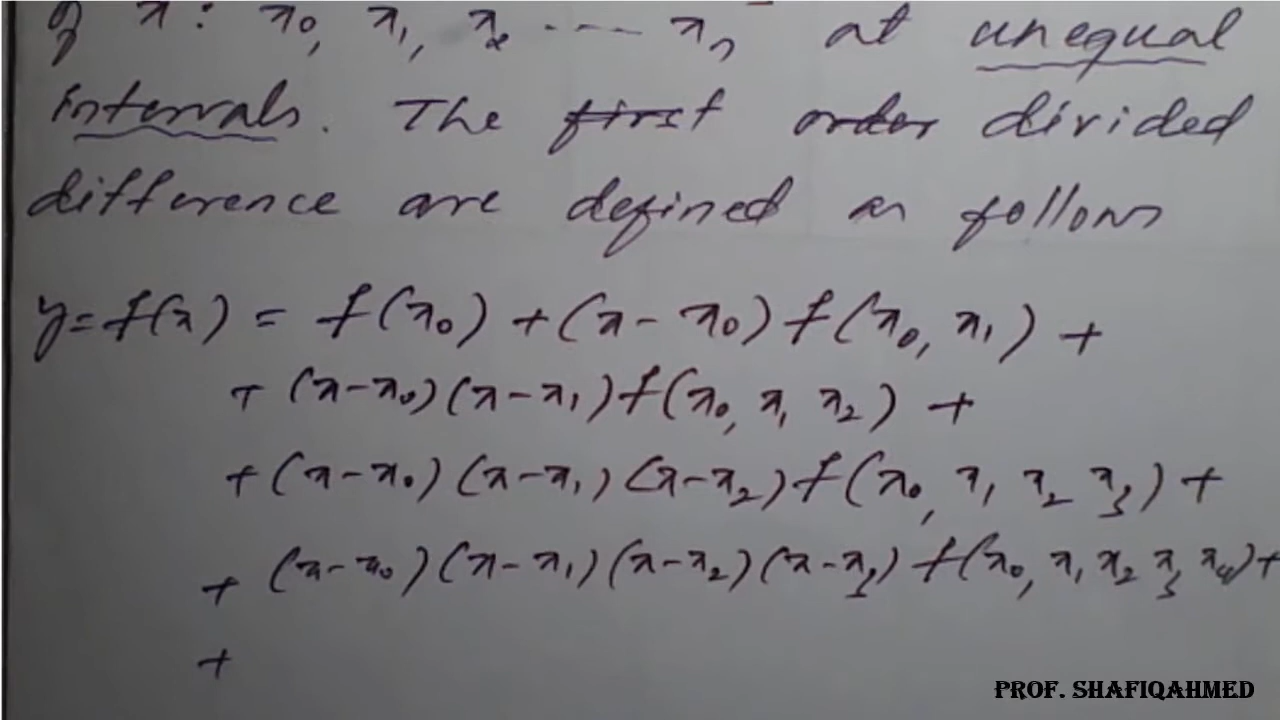 of x : x₀, x₁, x₂ ---- xₙ at unequal
intervals. The first order divided
difference are defined as follows
y = f(x) = f(x₀) + (x - x₀) f(x₀, x₁) +
+ (x-x₀)(x-x₁) f(x₀, x₁ x₂) +
+ (x-x₀)(x-x₁)(x-x₂) f(x₀, x₁ x₂ x₃) +
+ (x-x₀)(x-x₁)(x-x₂)(x-x₃) f(x₀, x₁ x₂ x₃ x₄) +
+
PROF. SHAFIQAHMED